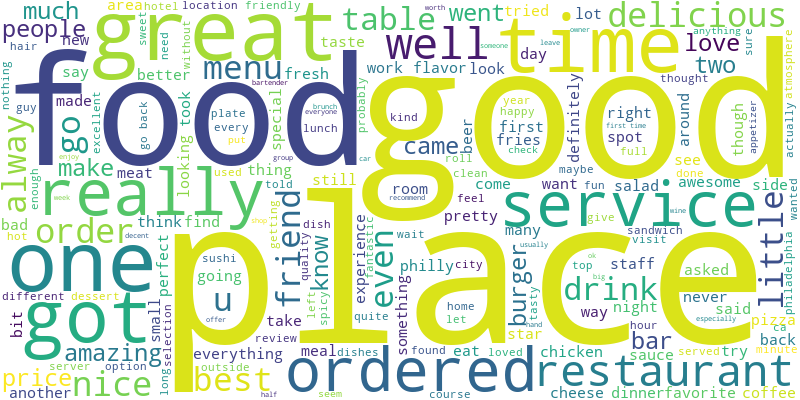 much
area
hotel
location
friendly
tried
lot
delicious
people
new
sweet
need
without
great
table
went
time
hair
say
menu
well
taste
love
anything
sure
better
fresh
work
flavor
look
day
two
worth
someone
leave
owner
atmosphere
nothing
guy
made
excellent
go
took
bartender
brunch
everyone
plate
go back
every
special
lunch
probably
food
good
kind
year
happy
first
fries
check
thought
right
spot
full
first time
around
though
appetizer
actually
definitely
beer
came
alway
make
looking
meat
enjoy
used
put
group
thing
told
car
still
room
recommend
roll
clean
feel
come
maybe
want
fun
salad
see
done
awesome
side
wanted
bad
enough
week
really
order
think
find
getting
friend
shop
dish
quality
experience
fantastic
pretty
wait
many
service
give
wine
sandwich
visit
little
hot
decent
perfect
sushi
going
u
know
even
philly
city
burger
usually
tasty
ok
top
big
staff
asked
drink
never
philadelphia
one
got
place
different
dessert
bit
small
offer
selection
long
left
spicy
quite
something
home
let
hand
way
night
said
especially
pizza
ca
back
take
review
star
hour
bar
amazing
server
option
everything
outside
meal
dishes
found
eat
loved
chicken
sauce
served
try
minute
price
another
nice
best
half
seem
ordered
course
restaurant
cheese
dinner
favorite
coffee